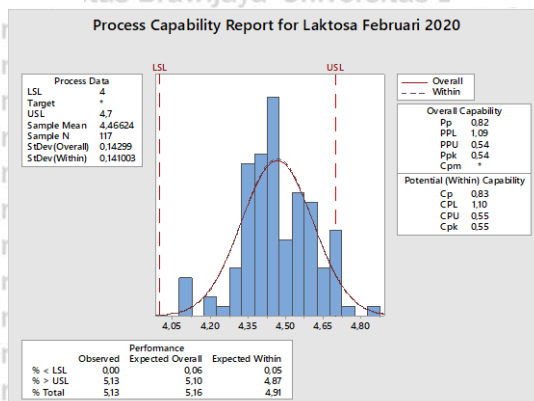 tas Brawijaya Universitas B
Process Capability Report for Laktosa Februari 2020
LSL
USL
Process Data
LSL 4
Target *
USL 4,7
Sample Mean 4,46624
Sample N 117
StDev(Overall) 0,14299
StDev(Within) 0,141003
Overall
Within
Overall Capability
Pp 0,82
PPL 1,09
PPU 0,54
Ppk 0,54
Cpm *
Potential (Within) Capability
Cp 0,83
CPL 1,10
CPU 0,55
Cpk 0,55
4,05 4,20 4,35 4,50 4,65 4,80
Performance
Observed Expected Overall Expected Within
% < LSL 0,00 0,06 0,05
% > USL 5,13 5,10 4,87
% Total 5,13 5,16 4,91